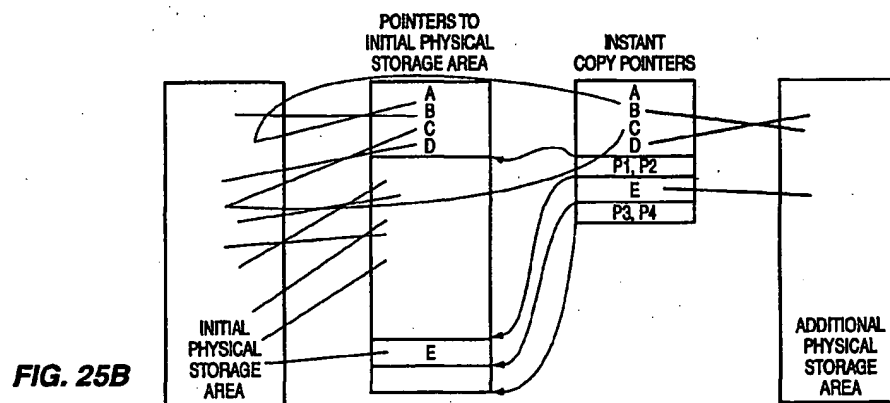 POINTERS TO
INITIAL PHYSICAL
STORAGE AREA
INSTANT
COPY POINTERS
A
B
C
D
A
B
C
D
P1, P2
E
P3, P4
E
INITIAL
PHYSICAL
STORAGE
AREA
ADDITIONAL
PHYSICAL
STORAGE
AREA
FIG. 25B